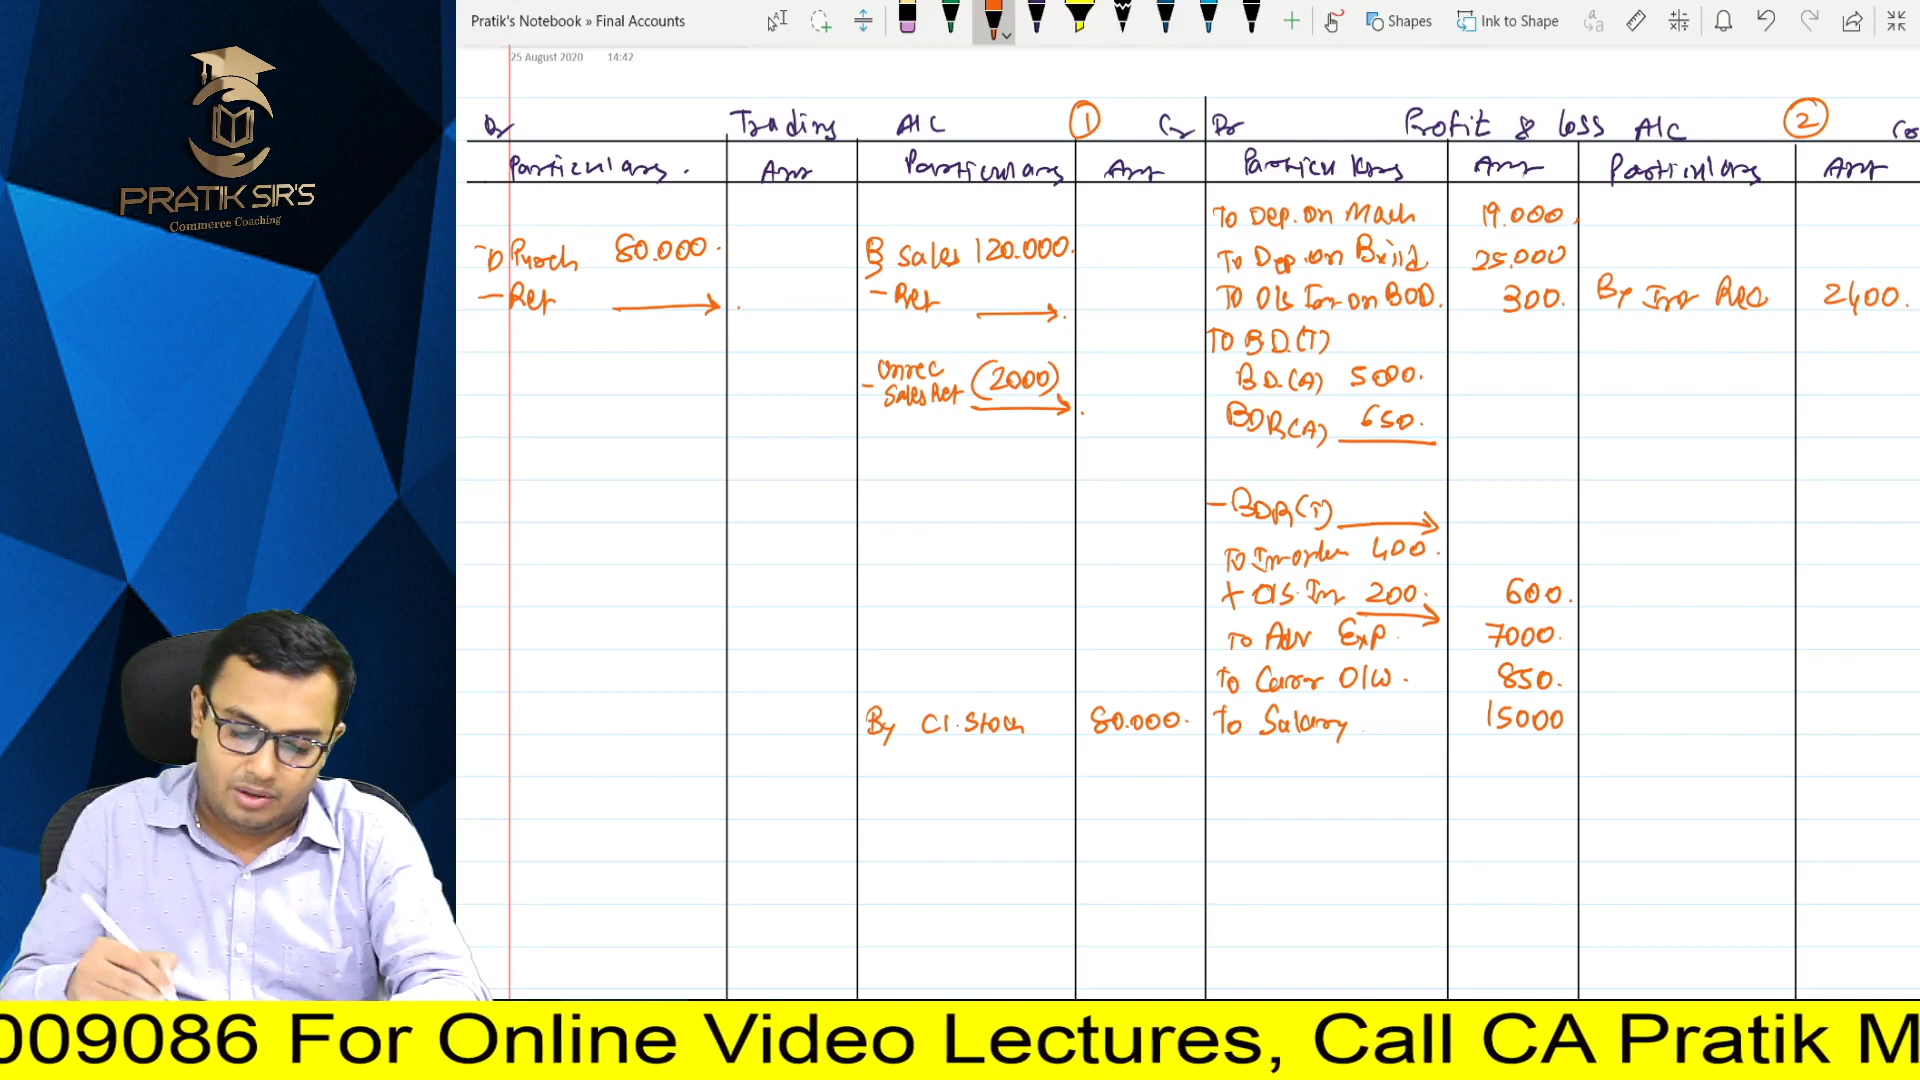 Pratik's Notebook » Final Accounts
Shapes
Ink to Shape
25 August 2020 14:42
PRATIK SIR'S
Commerce Coaching
Dr Trading A/C 1 Cr
Particulars. Amt Particulars Amt
To Purch 80.000.
- Ret
By Sales 120.000.
- Ret
- Unrec
Sales Ret (2000)
By Cl. Stock 80.000.
Dr Profit & Loss A/C 2 Cr
Particulars Amt Particulars Amt
To Dep. on Mach 19.000
To Dep. on Build 25.000
To O/s Int on BOD. 300. By Int Rec 2400.
To B.D.(T)
B.D.(A) 5000.
BDR(A) 650.
- BDR(T)
400.
+ O/S. Int 200. 600.
To Adv Exp. 7000.
To Carr O/W. 850.
To Salary. 15000
009086 For Online Video Lectures, Call CA Pratik M